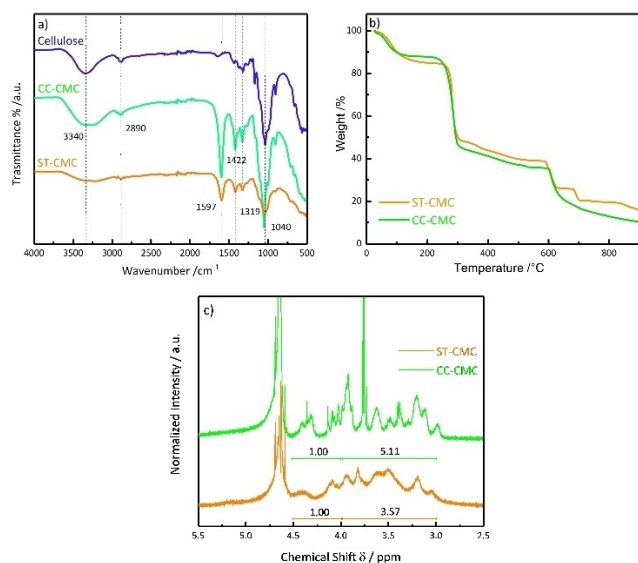 a)
Cellulose
CC-CMC
3340
2890
ST-CMC
1422
1597
1319
1040
Trasmittance % /a.u.
4000 3500 3000 2500 2000 1500 1000 500
Wavenumber /cm⁻¹
b)
100
80
60
40
20
0
Weight /%
ST-CMC
CC-CMC
0 200 400 600 800
Temperature /°C
c)
ST-CMC
CC-CMC
Normalized Intensity / a.u.
1.00 5.11
1.00 3.57
5.5 5.0 4.5 4.0 3.5 3.0 2.5
Chemical Shift δ / ppm